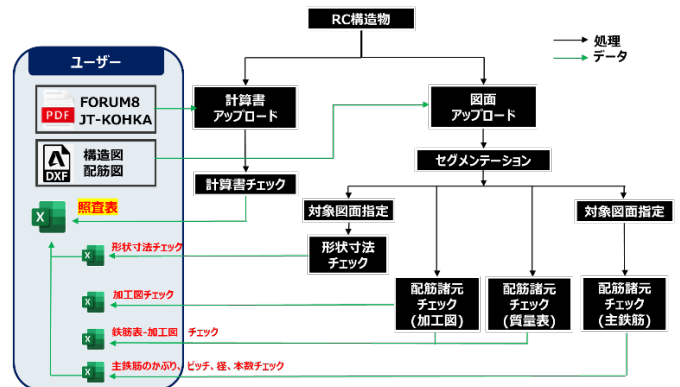 RC構造物
処理
データ
ユーザー
PDF
FORUM8
JT-KOHKA
DXF
構造図
配筋図
計算書
アップロード
図面
アップロード
セグメンテーション
計算書チェック
照査表
対象図面指定
対象図面指定
形状寸法
チェック
形状寸法チェック
配筋諸元
チェック
(加工図)
配筋諸元
チェック
(質量表)
配筋諸元
チェック
(主鉄筋)
加工図チェック
鉄筋表-加工図 チェック
主鉄筋のかぶり、ピッチ、径、本数チェック